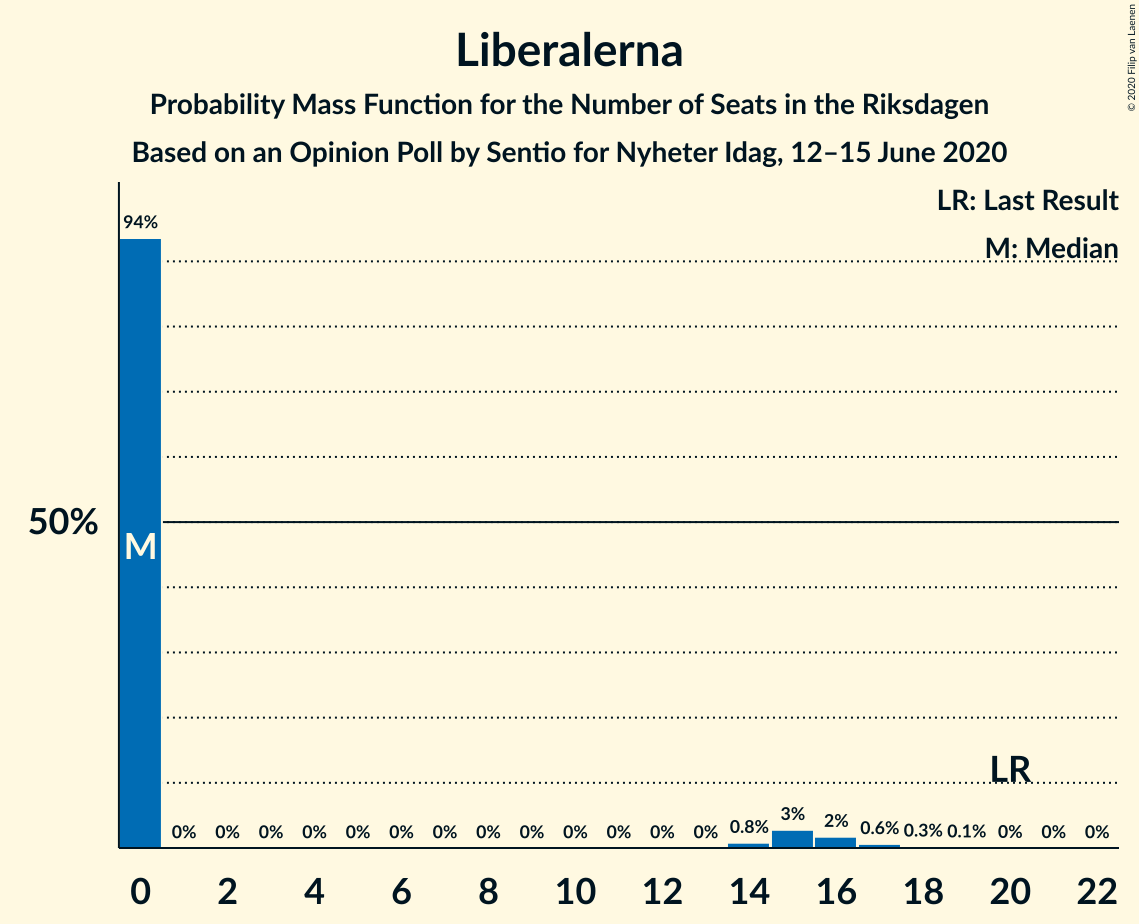 © 2020 Filip van Laenen
Liberalerna
Probability Mass Function for the Number of Seats in the Riksdagen
Based on an Opinion Poll by Sentio for Nyheter Idag, 12–15 June 2020
LR: Last Result
M: Median
94%
50%
M
LR
0% 0% 0% 0% 0% 0% 0% 0% 0% 0% 0% 0% 0% 0.8% 3% 2% 0.6% 0.3% 0.1% 0% 0% 0%
0 2 4 6 8 10 12 14 16 18 20 22